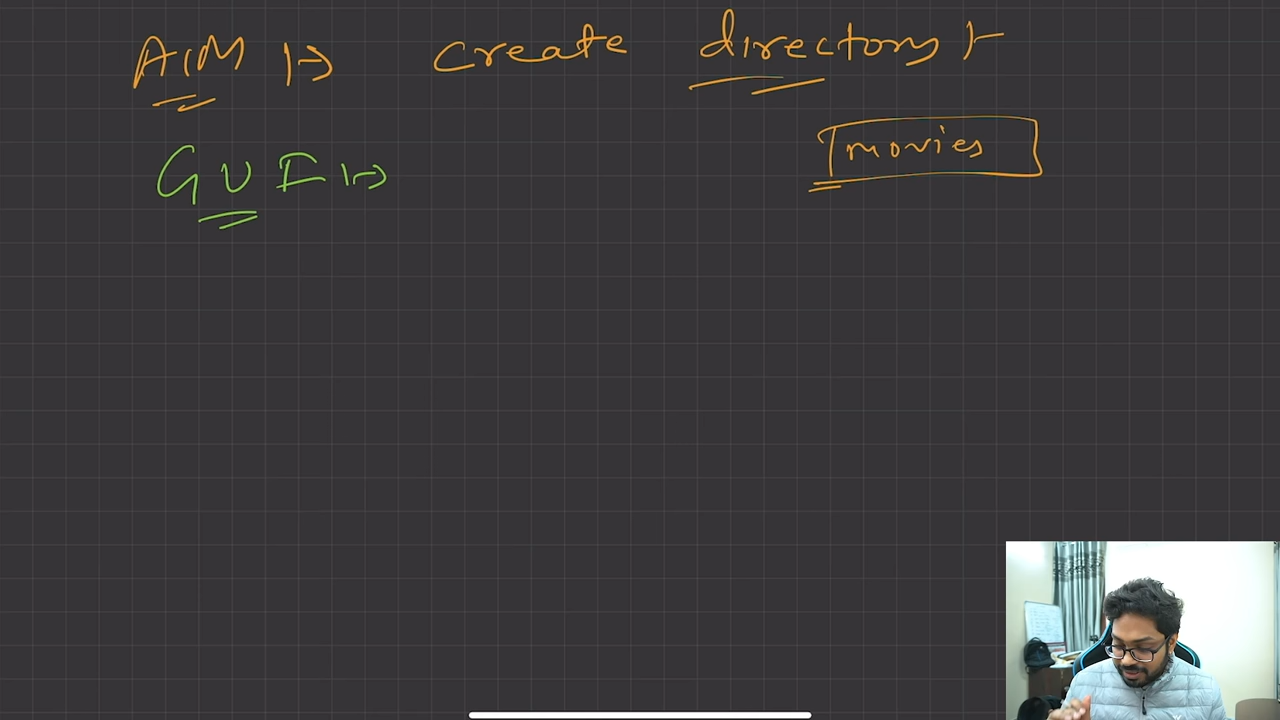 AIM :→ create directory :-
movies
GUI :→